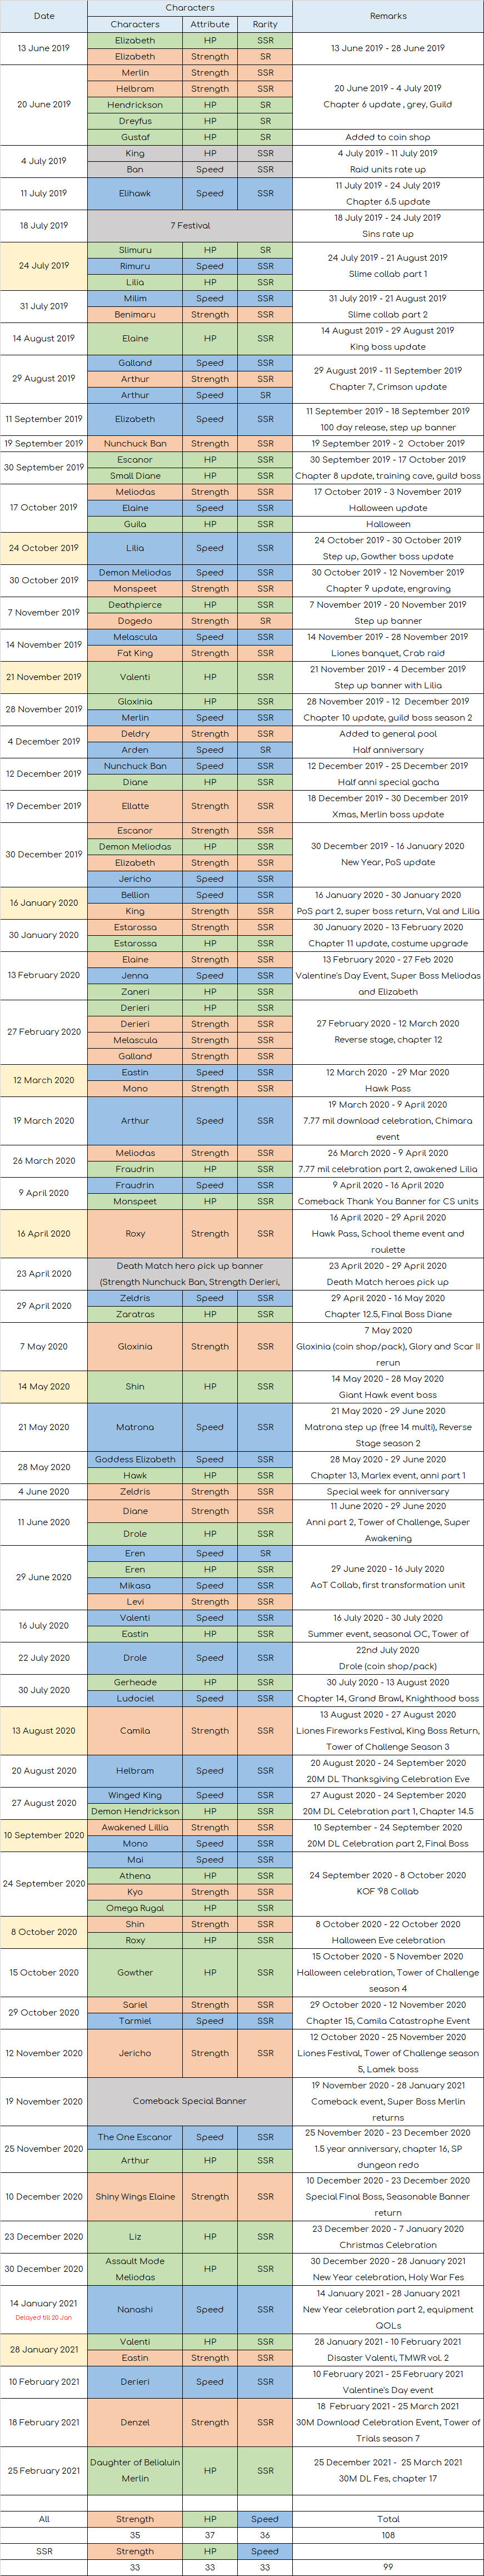 Date Characters Remarks
Characters Attribute Rarity
13 June 2019
Elizabeth HP SSR
Elizabeth Strength SR
13 June 2019 - 28 June 2019
20 June 2019
Merlin Strength SSR
Helbram Strength SSR
Hendrickson HP SR
Dreyfus HP SR
20 June 2019 - 4 July 2019
Chapter 6 update , grey, Guild
Gustaf HP SR Added to coin shop
4 July 2019
King HP SSR
Ban Speed SSR
4 July 2019 - 11 July 2019
Raid units rate up
11 July 2019
Elihawk Speed SSR
11 July 2019 - 24 July 2019
Chapter 6.5 update
18 July 2019
7 Festival
18 July 2019 - 24 July 2019
Sins rate up
24 July 2019
Slimuru HP SR
Rimuru Speed SSR
Lilia HP SSR
24 July 2019 - 21 August 2019
Slime collab part 1
31 July 2019
Milim Speed SSR
Benimaru Strength SSR
31 July 2019 - 21 August 2019
Slime collab part 2
14 August 2019
Elaine HP SSR
14 August 2019 - 29 August 2019
King boss update
29 August 2019
Galland Speed SSR
Arthur Strength SSR
Arthur Speed SR
29 August 2019 - 11 September 2019
Chapter 7, Crimson update
11 September 2019
Elizabeth Speed SSR
11 September 2019 - 18 September 2019
100 day release, step up banner
19 September 2019 Nunchuck Ban Strength SSR 19 September 2019 - 2 October 2019
30 September 2019
Escanor HP SSR
Small Diane HP SSR
30 September 2019 - 17 October 2019
Chapter 8 update, training cave, guild boss
17 October 2019
Meliodas Strength SSR
Elaine Speed SSR
Guila HP SSR
17 October 2019 - 3 November 2019
Halloween update
Halloween
24 October 2019
Lilia Speed SSR
24 October 2019 - 30 October 2019
Step up, Gowther boss update
30 October 2019
Demon Meliodas Speed SSR
Monspeet Strength SSR
30 October 2019 - 12 November 2019
Chapter 9 update, engraving
7 November 2019
Deathpierce HP SSR
Dogedo Strength SR
7 November 2019 - 20 November 2019
Step up banner
14 November 2019
Melascula Speed SSR
Fat King Strength SSR
14 November 2019 - 28 November 2019
Liones banquet, Crab raid
21 November 2019
Valenti HP SSR
21 November 2019 - 4 December 2019
Step up banner with Lilia
28 November 2019
Gloxinia HP SSR
Merlin Speed SSR
28 November 2019 - 12 December 2019
Chapter 10 update, guild boss season 2
4 December 2019
Deldry Strength SSR
Arden Speed SR
Added to general pool
Half anniversary
12 December 2019
Nunchuck Ban Speed SSR
Diane HP SSR
12 December 2019 - 25 December 2019
Half anni special gacha
19 December 2019
Ellatte Strength SSR
18 December 2019 - 30 December 2019
Xmas, Merlin boss update
30 December 2019
Escanor Strength SSR
Demon Meliodas HP SSR
Elizabeth Strength SSR
Jericho Speed SSR
30 December 2019 - 16 January 2020
New Year, PoS update
16 January 2020
Bellion Speed SSR
King Strength SSR
16 January 2020 - 30 January 2020
PoS part 2, super boss return, Val and Lilia
30 January 2020
Estarossa Strength SSR
Estarossa HP SSR
30 January 2020 - 13 February 2020
Chapter 11 update, costume upgrade
13 February 2020
Elaine Strength SSR
Jenna Speed SSR
Zaneri HP SSR
13 February 2020 - 27 Feb 2020
Valentine's Day Event, Super Boss Meliodas
and Elizabeth
27 February 2020
Derieri HP SSR
Derieri Strength SSR
Melascula Strength SSR
Galland Strength SSR
27 February 2020 - 12 March 2020
Reverse stage, chapter 12
12 March 2020
Eastin Speed SSR
Mono Strength SSR
12 March 2020 - 29 Mar 2020
Hawk Pass
19 March 2020
Arthur Speed SSR
19 March 2020 - 9 April 2020
7.77 mil download celebration, Chimara
event
26 March 2020
Meliodas Strength SSR
Fraudrin HP SSR
26 March 2020 - 9 April 2020
7.77 mil celebration part 2, awakened Lilia
9 April 2020
Fraudrin Speed SSR
Monspeet HP SSR
9 April 2020 - 16 April 2020
Comeback Thank You Banner for CS units
16 April 2020
Roxy Strength SSR
16 April 2020 - 29 April 2020
Hawk Pass, School theme event and
roulette
23 April 2020
Death Match hero pick up banner
(Strength Nunchuck Ban, Strength Derieri,
23 April 2020 - 29 April 2020
Death Match heroes pick up
29 April 2020
Zeldris Speed SSR
Zaratras HP SSR
29 April 2020 - 16 May 2020
Chapter 12.5, Final Boss Diane
7 May 2020
Gloxinia Strength SSR
7 May 2020
Gloxinia (coin shop/pack), Glory and Scar II
rerun
14 May 2020
Shin HP SSR
14 May 2020 - 28 May 2020
Giant Hawk event boss
21 May 2020
Matrona Speed SSR
21 May 2020 - 29 June 2020
Matrona step up (free 14 multi), Reverse
Stage season 2
28 May 2020
Goddess Elizabeth Speed SSR
Hawk HP SSR
28 May 2020 - 29 June 2020
Chapter 13, Marlex event, anni part 1
4 June 2020 Zeldris Strength SSR Special week for anniversary
11 June 2020
Diane Strength SSR
Drole HP SSR
11 June 2020 - 29 June 2020
Anni part 2, Tower of Challenge, Super
Awakening
29 June 2020
Eren Speed SR
Eren HP SSR
Mikasa Speed SSR
Levi Strength SSR
29 June 2020 - 16 July 2020
AoT Collab, first transformation unit
16 July 2020
Valenti Speed SSR
Eastin HP SSR
16 July 2020 - 30 July 2020
Summer event, seasonal OC, Tower of
22 July 2020
Drole Speed SSR
22nd July 2020
Drole (coin shop/pack)
30 July 2020
Gerheade HP SSR
Ludociel Speed SSR
30 July 2020 - 13 August 2020
Chapter 14, Grand Brawl, Knighthood boss
13 August 2020
Camila Strength SSR
13 August 2020 - 27 August 2020
Liones Fireworks Festival, King Boss Return,
Tower of Challenge Season 3
20 August 2020
Helbram Speed SSR
20 August 2020 - 24 September 2020
20M DL Thanksgiving Celebration Eve
27 August 2020
Winged King Speed SSR
Demon Hendrickson HP SSR
27 August 2020 - 24 September 2020
20M DL Celebration part 1, Chapter 14.5
10 September 2020
Awakened Lillia Strength SSR
Mono Speed SSR
10 September - 24 September 2020
20M DL Celebration part 2, Final Boss
24 September 2020
Mai Speed SSR
Athena HP SSR
Kyo Strength SSR
Omega Rugal HP SSR
24 September 2020 - 8 October 2020
KOF '98 Collab
8 October 2020
Shin Strength SSR
Roxy HP SSR
8 October 2020 - 22 October 2020
Halloween Eve celebration
15 October 2020
Gowther HP SSR
15 October 2020 - 5 November 2020
Halloween celebration, Tower of Challenge
season 4
29 October 2020
Sariel Strength SSR
Tarmiel Speed SSR
29 October 2020 - 12 November 2020
Chapter 15, Camila Catastrophe Event
12 November 2020
Jericho Strength SSR
12 October 2020 - 25 November 2020
Liones Festival, Tower of Challenge season
5, Lamek boss
19 November 2020
Comeback Special Banner
19 November 2020 - 28 January 2021
Comeback event, Super Boss Merlin
returns
25 November 2020
The One Escanor Speed SSR
Arthur HP SSR
25 November 2020 - 23 December 2020
1.5 year anniversary, chapter 16, SP
dungeon redo
10 December 2020
Shiny Wings Elaine Strength SSR
10 December 2020 - 23 December 2020
Special Final Boss, Seasonable Banner
return
23 December 2020
Liz HP SSR
23 December 2020 - 7 January 2020
Christmas Celebration
30 December 2020
Assault Mode
Meliodas
HP SSR
30 December 2020 - 28 January 2021
New Year celebration, Holy War Fes
14 January 2021
Delayed till 20 Jan
Nanashi Speed SSR
14 January 2021 - 28 January 2021
New Year celebration part 2, equipment
QOLs
28 January 2021
Valenti HP SSR
Eastin Strength SSR
28 January 2021 - 10 February 2021
Disaster Valenti, TMWR vol. 2
10 February 2021
Derieri Speed SSR
10 February 2021 - 25 February 2021
Valentine's Day event
18 February 2021
Denzel Strength SSR
18 February 2021 - 25 March 2021
30M Download Celebration Event, Tower of
Trials season 7
25 February 2021
Daughter of Belialuin
Merlin
HP SSR
25 December 2021 - 25 March 2021
30M DL Fes, chapter 17
All Strength HP Speed Total
35 37 36 108
SSR Strength HP Speed
33 33 33 99